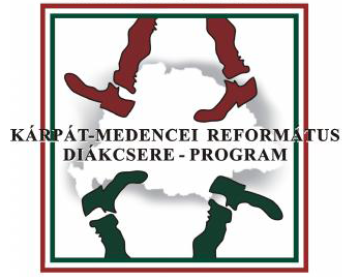 KÁRPÁT-MEDENCEI REFORMÁTUS
DIÁKCSERE - PROGRAM